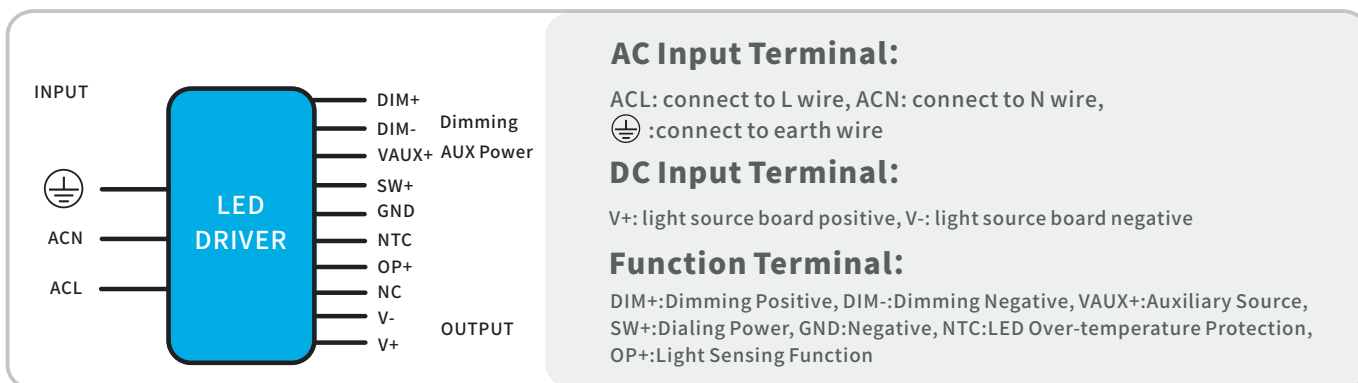 INPUT
ACN
ACL
LED
DRIVER
DIM+
DIM-
VAUX+
SW+
GND
NTC
OP+
NC
V-
V+
Dimming
AUX Power
OUTPUT
AC Input Terminal:
ACL: connect to L wire, ACN: connect to N wire,
:connect to earth wire
DC Input Terminal:
V+: light source board positive, V-: light source board negative
Function Terminal:
DIM+:Dimming Positive, DIM-:Dimming Negative, VAUX+:Auxiliary Source,
SW+:Dialing Power, GND:Negative, NTC:LED Over-temperature Protection,
OP+:Light Sensing Function